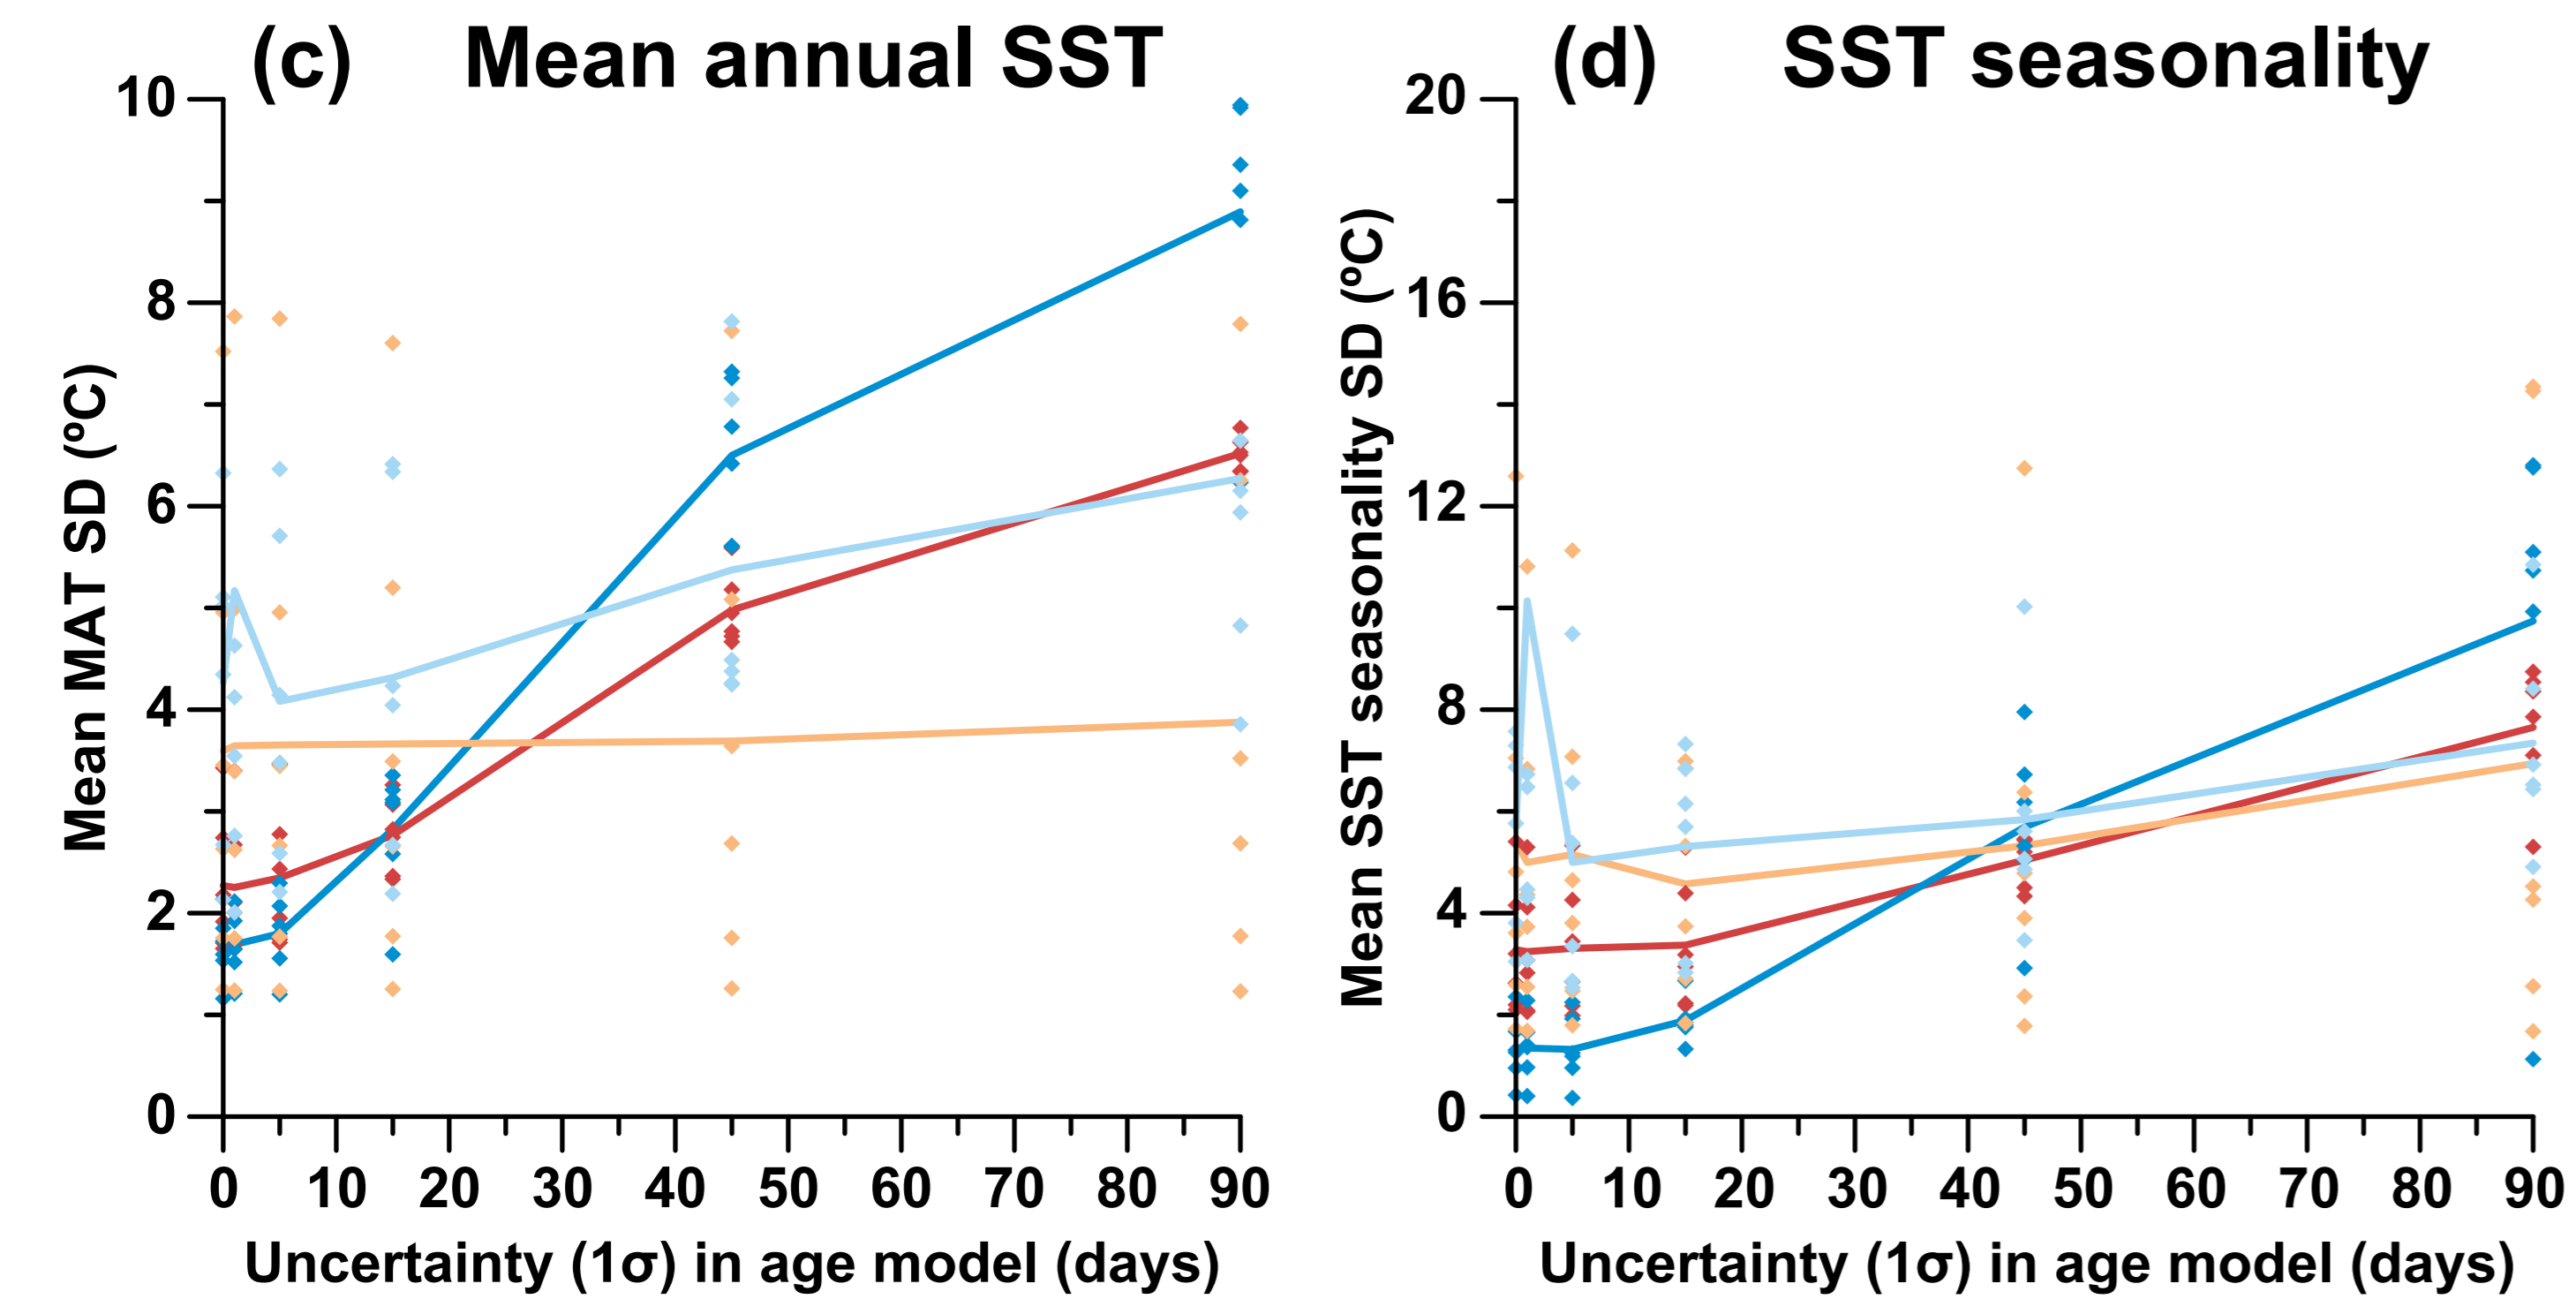 (c) Mean annual SST
Mean MAT SD (ºC)
10
8
6
4
2
0
0 10 20 30 40 50 60 70 80 90
Uncertainty (1σ) in age model (days)
(d) SST seasonality
Mean SST seasonality SD (ºC)
20
16
12
8
4
0
0 10 20 30 40 50 60 70 80 90
Uncertainty (1σ) in age model (days)